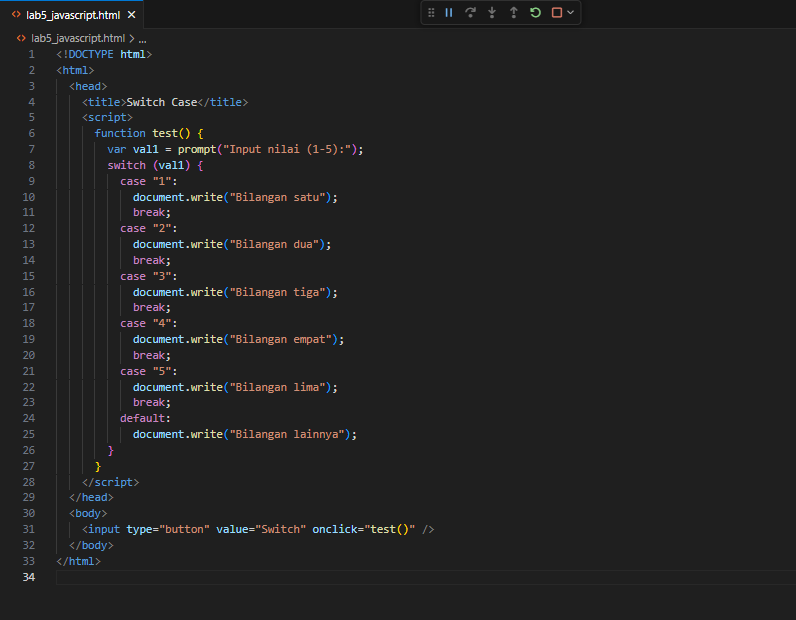 lab5_javascript.html
lab5_javascript.html > ...
1 <!DOCTYPE html>
2 <html>
3 <head>
4 <title>Switch Case</title>
5 <script>
6 function test() {
7 var val1 = prompt("Input nilai (1-5):");
8 switch (val1) {
9 case "1":
10 document.write("Bilangan satu");
11 break;
12 case "2":
13 document.write("Bilangan dua");
14 break;
15 case "3":
16 document.write("Bilangan tiga");
17 break;
18 case "4":
19 document.write("Bilangan empat");
20 break;
21 case "5":
22 document.write("Bilangan lima");
23 break;
24 default:
25 document.write("Bilangan lainnya");
26 }
27 }
28 </script>
29 </head>
30 <body>
31 <input type="button" value="Switch" onclick="test()" />
32 </body>
33 </html>
34